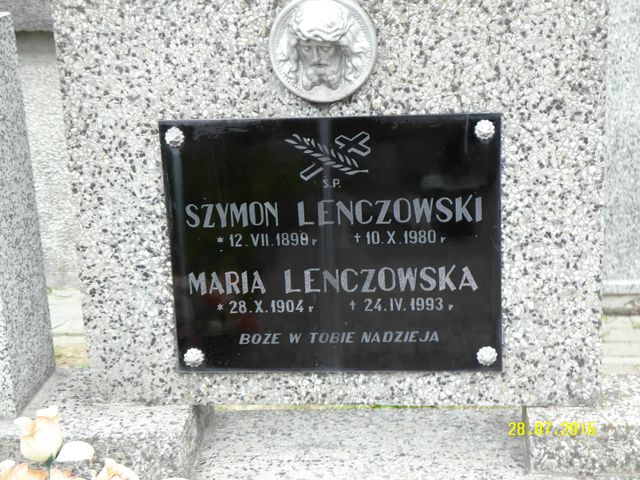 Ś.P.
SZYMON LENCZOWSKI
* 12.VII.1898 r † 10.X.1980 r
MARIA LENCZOWSKA
* 28.X.1904 r † 24.IV.1993 r
BOŻE W TOBIE NADZIEJA
28.07.2016